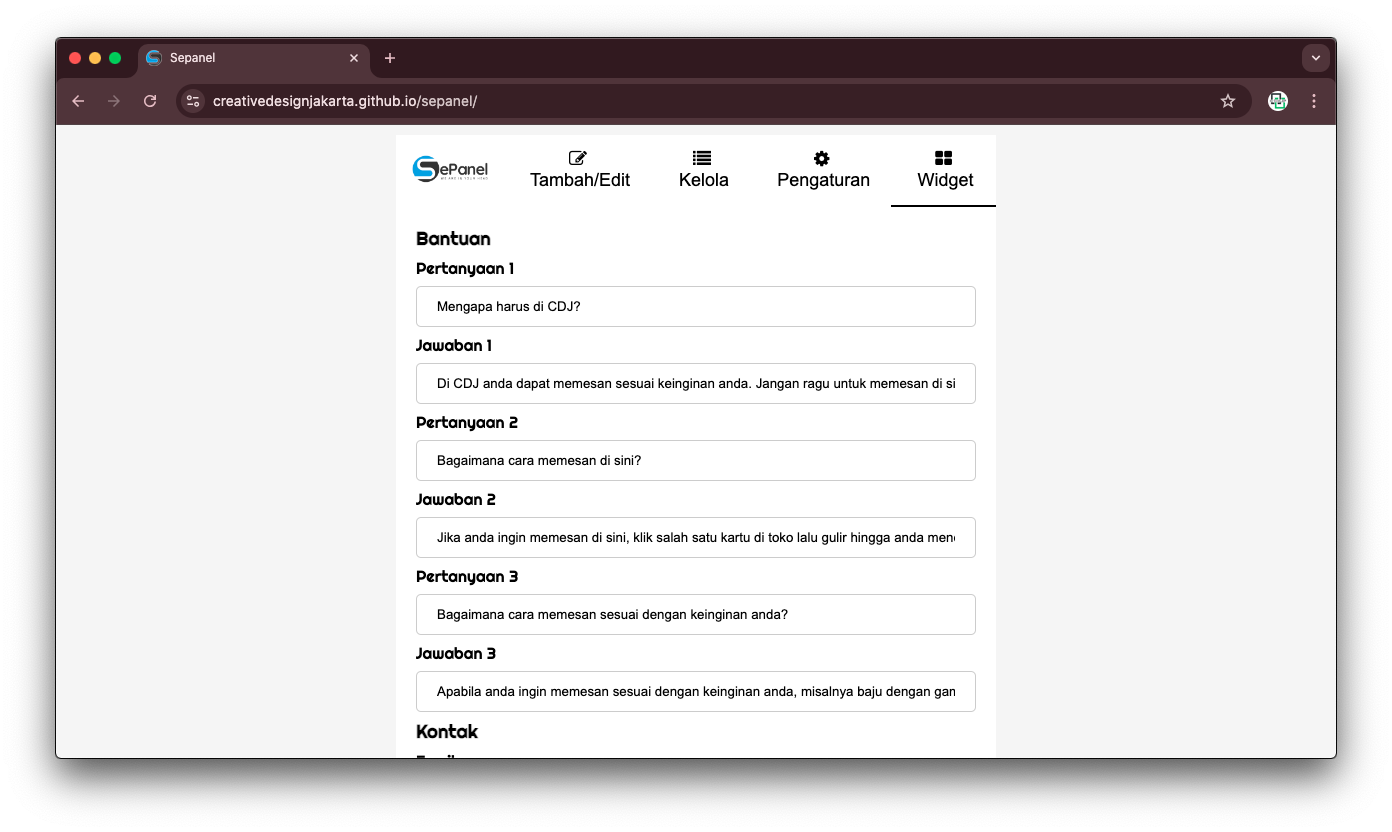 Sepanel
creativedesignjakarta.github.io/sepanel/
SePanel
Tambah/Edit
Kelola
Pengaturan
Widget
Bantuan
Pertanyaan 1
Mengapa harus di CDJ?
Jawaban 1
Di CDJ anda dapat memesan sesuai keinginan anda. Jangan ragu untuk memesan di si
Pertanyaan 2
Bagaimana cara memesan di sini?
Jawaban 2
Jika anda ingin memesan di sini, klik salah satu kartu di toko lalu gulir hingga anda men
Pertanyaan 3
Bagaimana cara memesan sesuai dengan keinginan anda?
Jawaban 3
Apabila anda ingin memesan sesuai dengan keinginan anda, misalnya baju dengan gam
Kontak